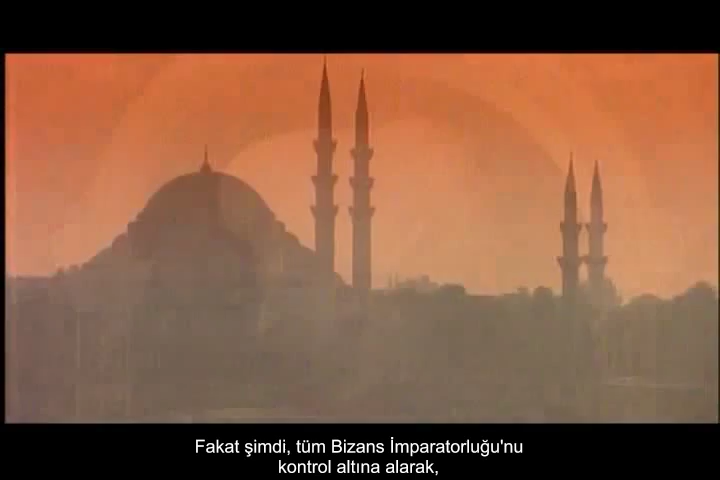 Fakat şimdi, tüm Bizans İmparatorluğu'nu
kontrol altına alarak,